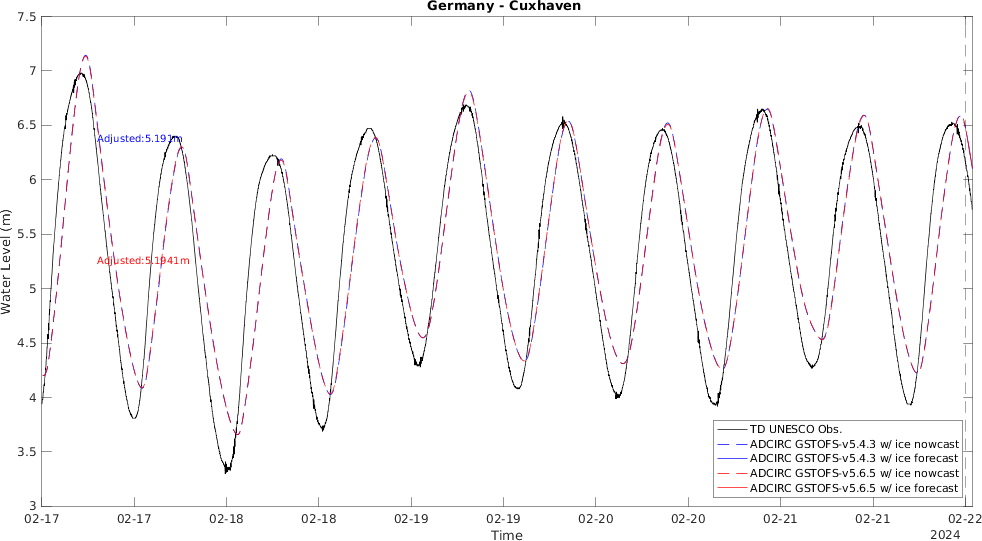 Germany - Cuxhaven
7.5
7
6.5
6
5.5
5
4.5
4
3.5
3
Water Level (m)
Adjusted:5.191m
Adjusted:5.1941m
TD UNESCO Obs.
ADCIRC GSTOFS-v5.4.3 w/ ice nowcast
ADCIRC GSTOFS-v5.4.3 w/ ice forecast
ADCIRC GSTOFS-v5.6.5 w/ ice nowcast
ADCIRC GSTOFS-v5.6.5 w/ ice forecast
02-17 02-17 02-18 02-18 02-19 02-19 02-20 02-20 02-21 02-21 02-22
Time
2024